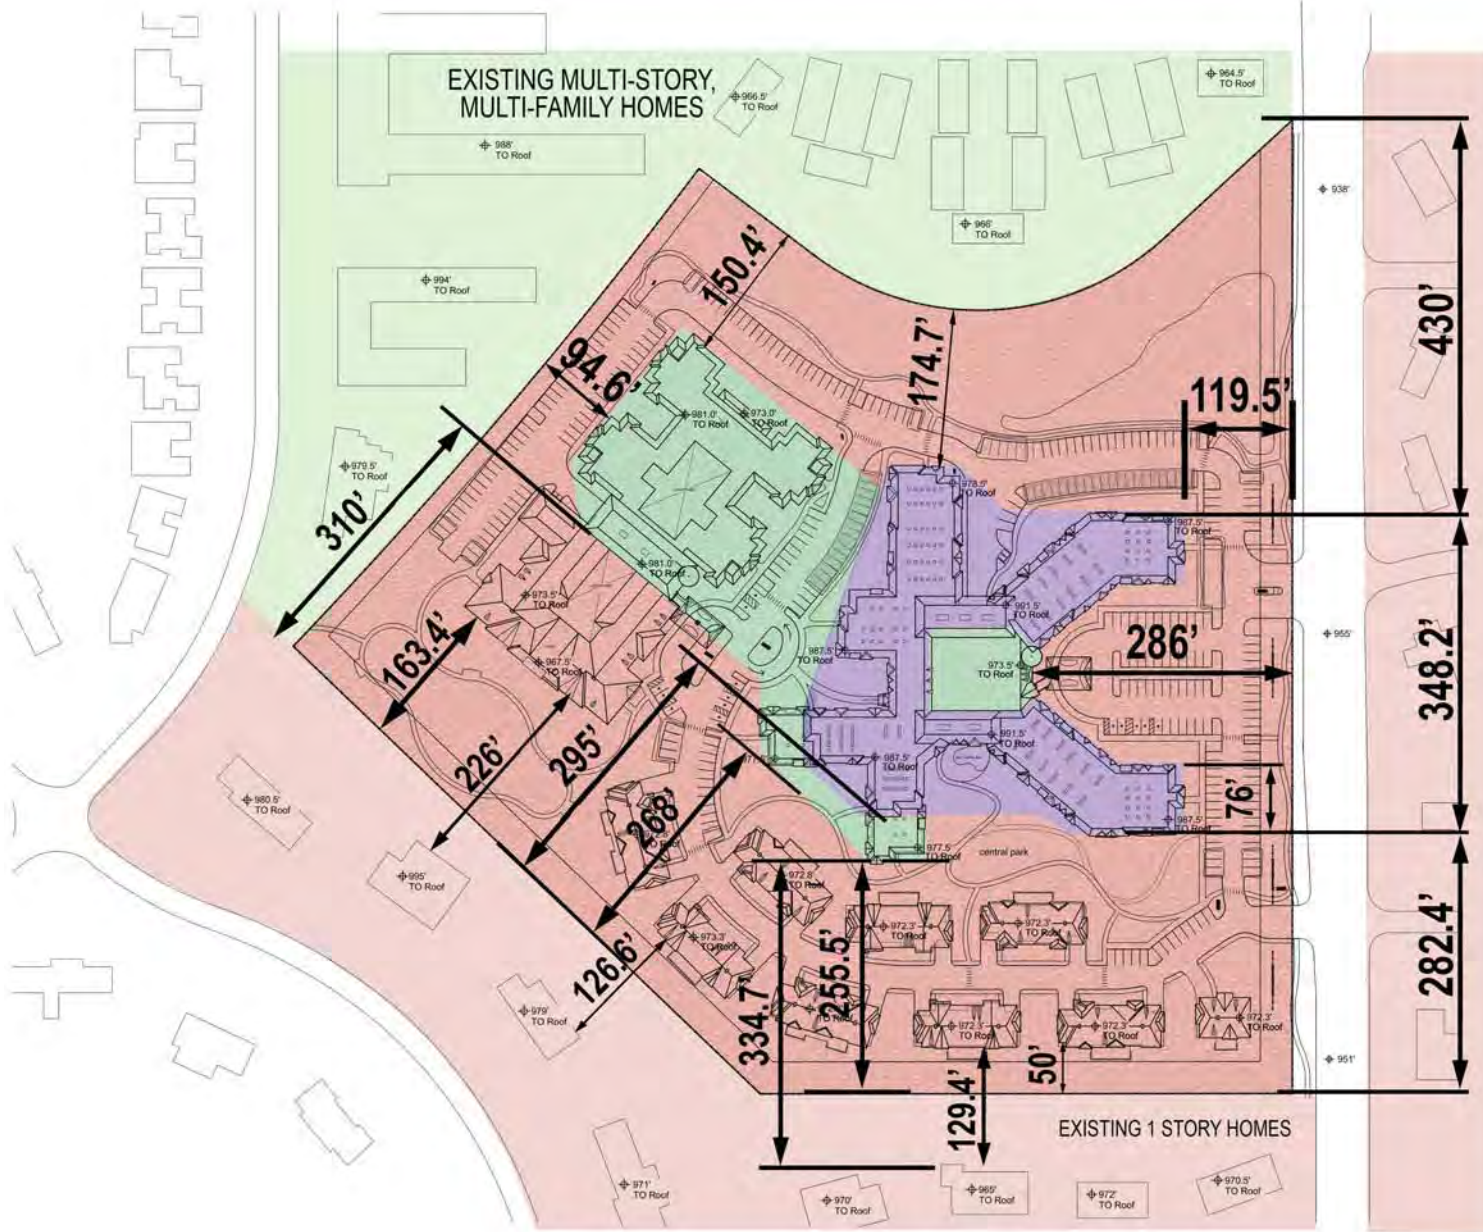 EXISTING MULTI-STORY,
MULTI-FAMILY HOMES
966.5'
TO Roof
964.5'
TO Roof
988'
TO Roof
938'
966'
TO Roof
150.4'
994'
TO Roof
430'
174.7'
94.6'
119.5'
981.0'
TO Roof
973.0'
TO Roof
979.5'
TO Roof
978.5'
TO Roof
310'
987.5'
TO Roof
981.0'
TO Roof
973.5'
TO Roof
991.5'
TO Roof
286'
955'
348.2'
163.4'
967.5'
TO Roof
987.5'
TO Roof
973.5'
TO Roof
226'
295'
991.5'
TO Roof
987.5'
TO Roof
76'
980.5'
TO Roof
268'
987.5'
TO Roof
977.5'
TO Roof
central park
995'
TO Roof
972.8'
TO Roof
282.4'
973.3'
TO Roof
972.3'
TO Roof
972.3'
TO Roof
126.6'
255.5'
334.7'
979'
TO Roof
TO Roof
972.3'
TO Roof
972.3'
TO Roof
972.3'
TO Roof
50'
951'
129.4'
EXISTING 1 STORY HOMES
971'
TO Roof
970'
TO Roof
965'
TO Roof
972'
TO Roof
970.5'
TO Roof